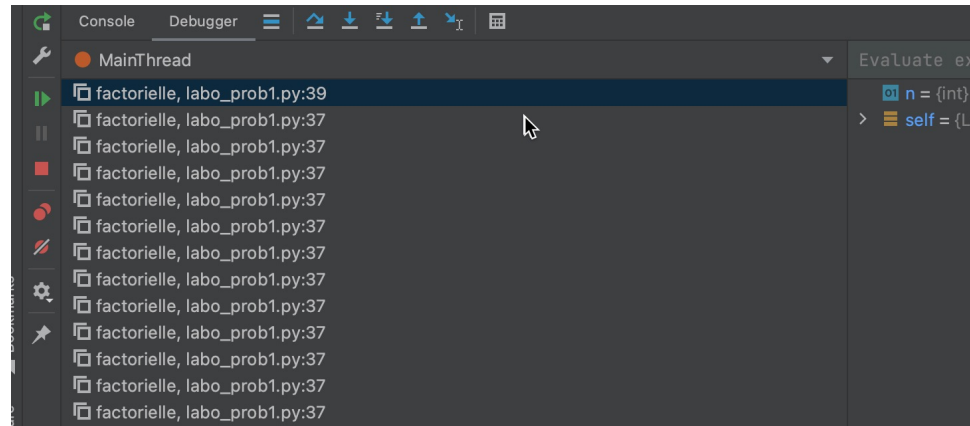 Console Debugger
MainThread
Evaluate ex
factorielle, labo_prob1.py:39
01 n = {int}
factorielle, labo_prob1.py:37
self = {L
factorielle, labo_prob1.py:37
factorielle, labo_prob1.py:37
factorielle, labo_prob1.py:37
factorielle, labo_prob1.py:37
factorielle, labo_prob1.py:37
factorielle, labo_prob1.py:37
factorielle, labo_prob1.py:37
factorielle, labo_prob1.py:37
factorielle, labo_prob1.py:37
factorielle, labo_prob1.py:37
factorielle, labo_prob1.py:37